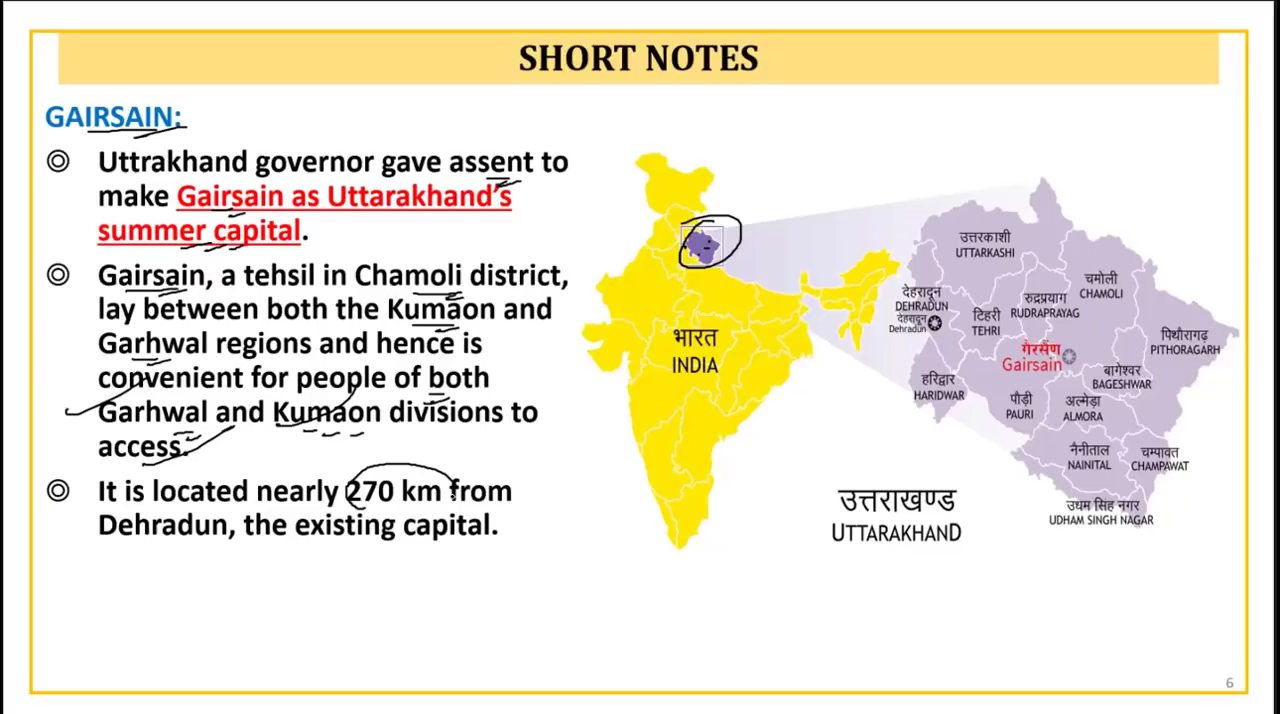 SHORT NOTES
GAIRSAIN:
◎ Uttrakhand governor gave assent to
make Gairsain as Uttarakhand's
summer capital.
◎ Gairsain, a tehsil in Chamoli district,
lay between both the Kumaon and
Garhwal regions and hence is
convenient for people of both
Garhwal and Kumaon divisions to
access.
◎ It is located nearly 270 km from
Dehradun, the existing capital.
भारत
INDIA
उत्तरकाशी
UTTARKASHI
चमोली
CHAMOLI
देहरादून
DEHRADUN
देहरादून
Dehradun
टिहरी
TEHRI
रुद्रप्रयाग
RUDRAPRAYAG
पिथौरागढ़
PITHORAGARH
गैरसैंण
Gairsain
हरिद्वार
HARIDWAR
पौड़ी
PAURI
बागेश्वर
BAGESHWAR
अल्मोड़ा
ALMORA
नैनीताल
NAINITAL
चम्पावत
CHAMPAWAT
उधम सिंह नगर
UDHAM SINGH NAGAR
उत्तराखण्ड
UTTARAKHAND
6